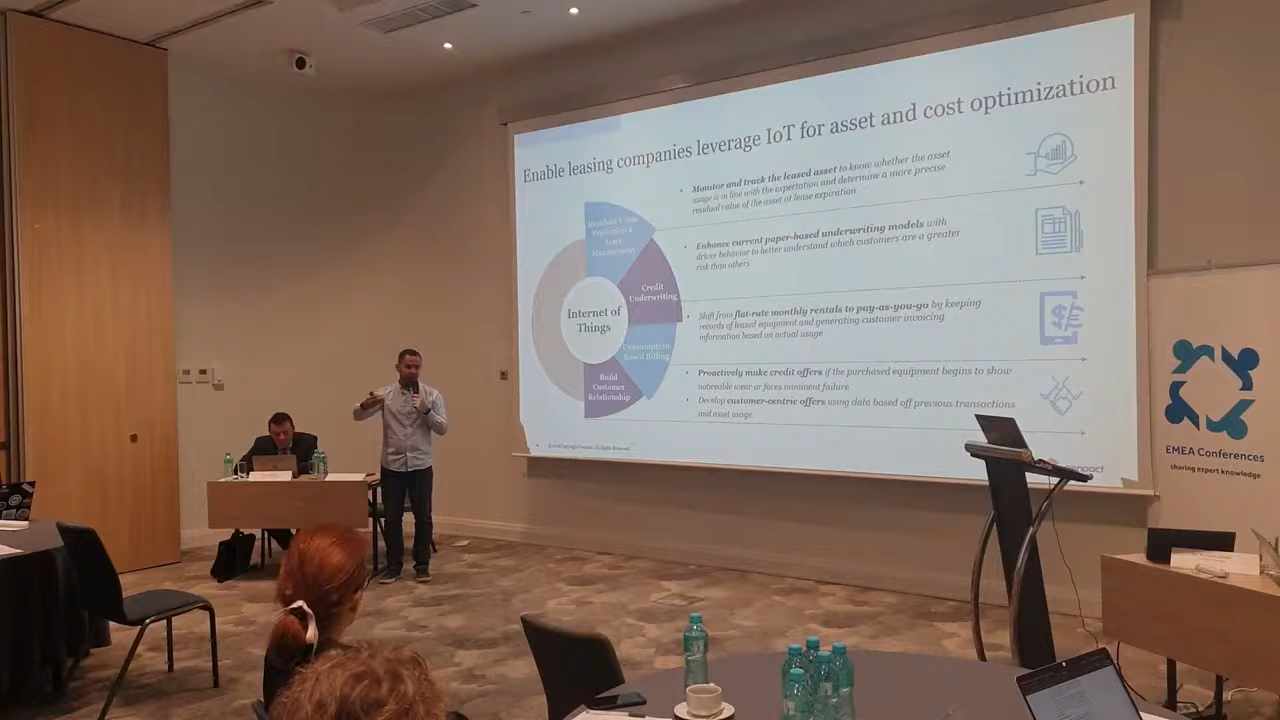 Enable leasing companies leverage IoT for asset and cost optimization
Residual Value
Prediction &
Asset
Management
Credit
Underwriting
Internet of
Things
Consumption
Based Billing
Build
Customer
Relationship
• Monitor and track the leased asset to know whether the asset
usage is in line with the expectation and determine a more precise
residual value of the asset at lease expiration
• Enhance current paper-based underwriting models with
driver behavior to better understand which customers are a greater
risk than others
• Shift from flat-rate monthly rentals to pay-as-you-go by keeping
records of leased equipment and generating customer invoicing
information based on actual usage
• Proactively make credit offers if the purchased equipment begins to show
noticeable wear or faces imminent failure
• Develop customer-centric offers using data based off previous transactions
and asset usage
EMEA Conferences
sharing expert knowledge